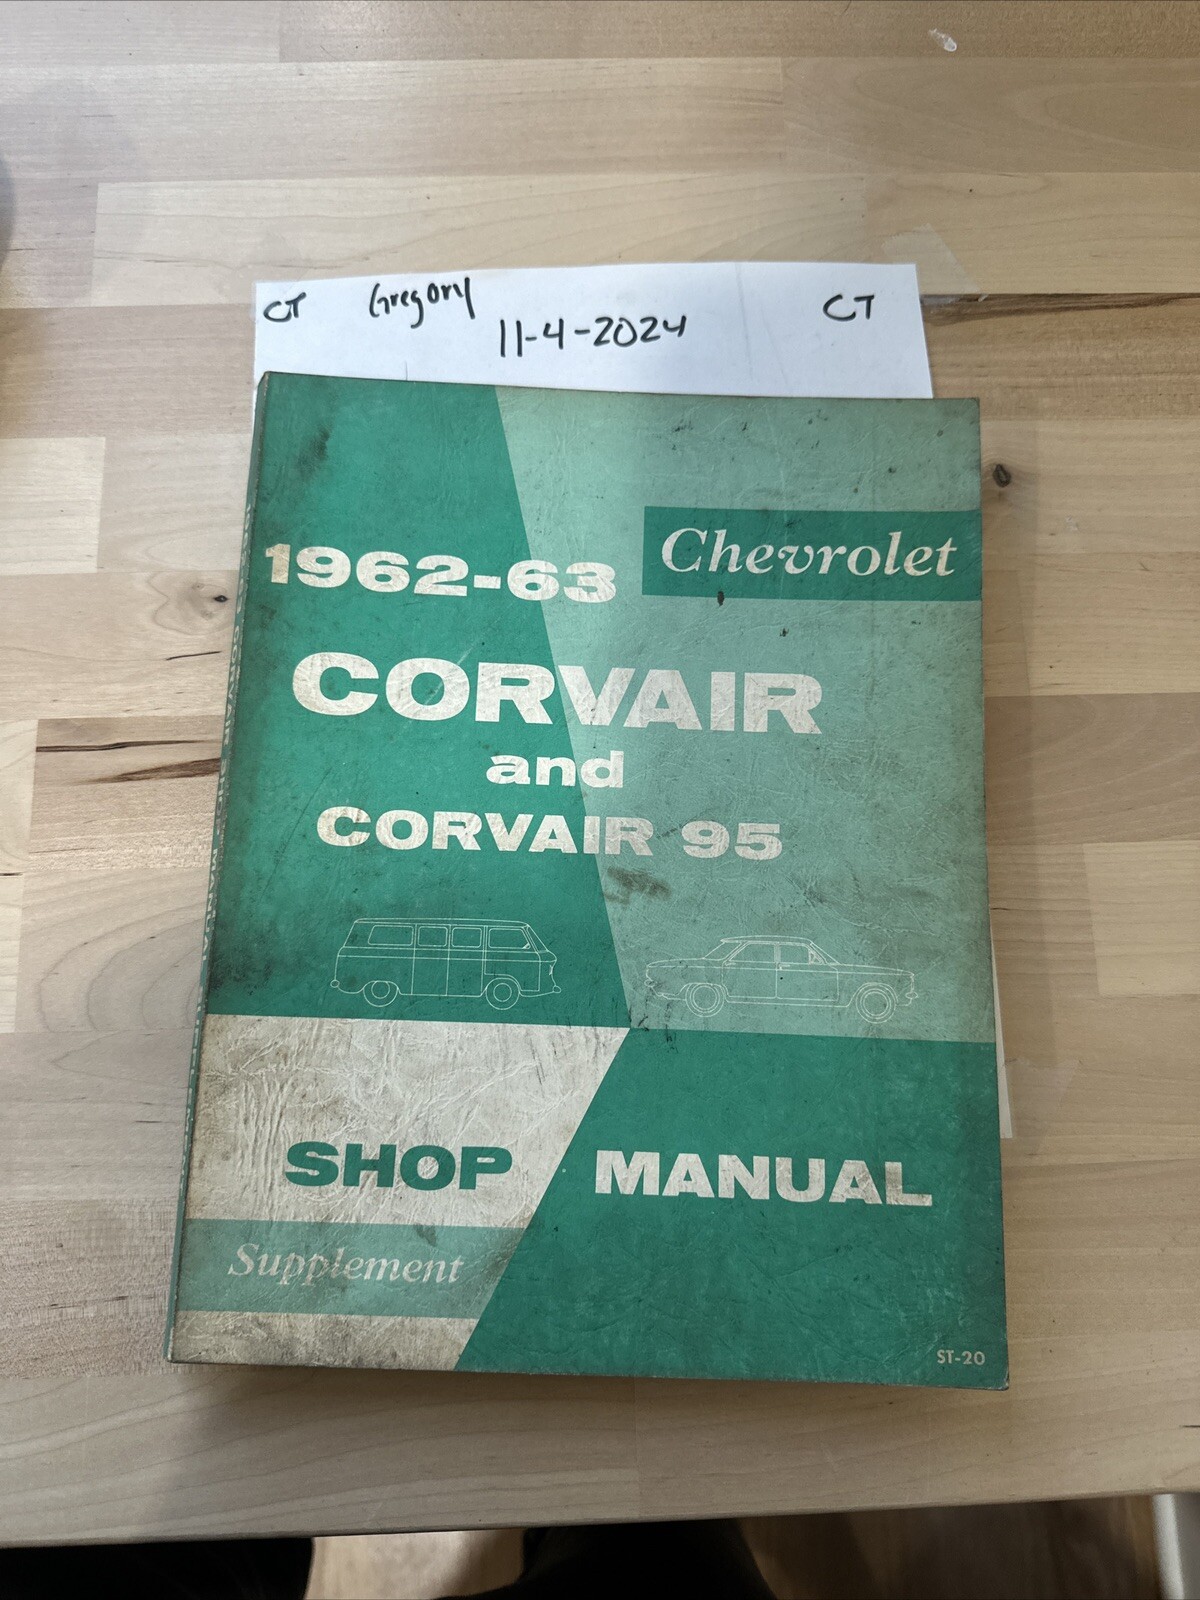 CT Gregory CT
11-4-2024
Chevrolet
1962-63
CORVAIR
and
CORVAIR 95
SHOP MANUAL
Supplement
ST-20